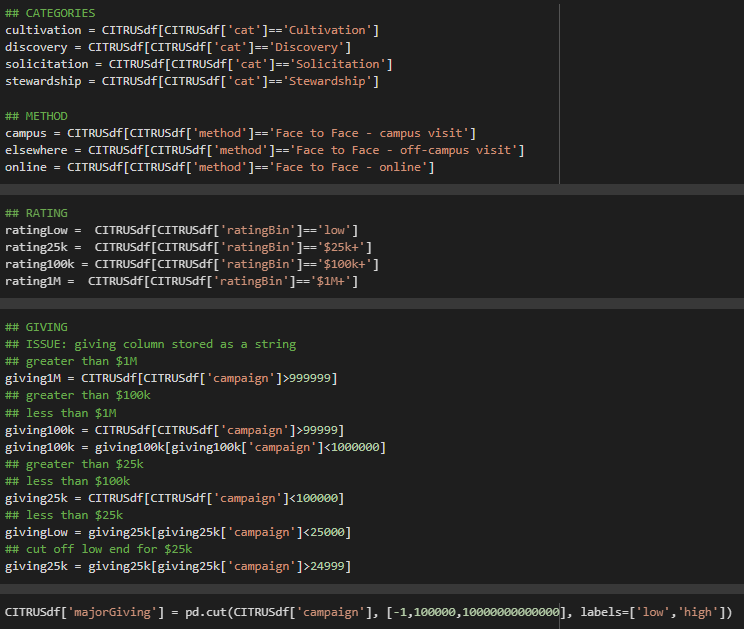 ## CATEGORIES
cultivation = CITRUSdf[CITRUSdf['cat']=='Cultivation']
discovery = CITRUSdf[CITRUSdf['cat']=='Discovery']
solicitation = CITRUSdf[CITRUSdf['cat']=='Solicitation']
stewardship = CITRUSdf[CITRUSdf['cat']=='Stewardship']
## METHOD
campus = CITRUSdf[CITRUSdf['method']=='Face to Face - campus visit']
elsewhere = CITRUSdf[CITRUSdf['method']=='Face to Face - off-campus visit']
online = CITRUSdf[CITRUSdf['method']=='Face to Face - online']
## RATING
ratingLow =  CITRUSdf[CITRUSdf['ratingBin']=='low']
rating25k =  CITRUSdf[CITRUSdf['ratingBin']=='$25k+']
rating100k = CITRUSdf[CITRUSdf['ratingBin']=='$100k+']
rating1M =  CITRUSdf[CITRUSdf['ratingBin']=='$1M+']
## GIVING
## ISSUE: giving column stored as a string
## greater than $1M
giving1M = CITRUSdf[CITRUSdf['campaign']>999999]
## greater than $100k
## less than $1M
giving100k = CITRUSdf[CITRUSdf['campaign']>99999]
giving100k = giving100k[giving100k['campaign']<1000000]
## greater than $25k
## less than $100k
giving25k = CITRUSdf[CITRUSdf['campaign']<100000]
## less than $25k
givingLow = giving25k[giving25k['campaign']<25000]
## cut off low end for $25k
giving25k = giving25k[giving25k['campaign']>24999]
CITRUSdf['majorGiving'] = pd.cut(CITRUSdf['campaign'], [-1,100000,10000000000000], labels=['low','high'])